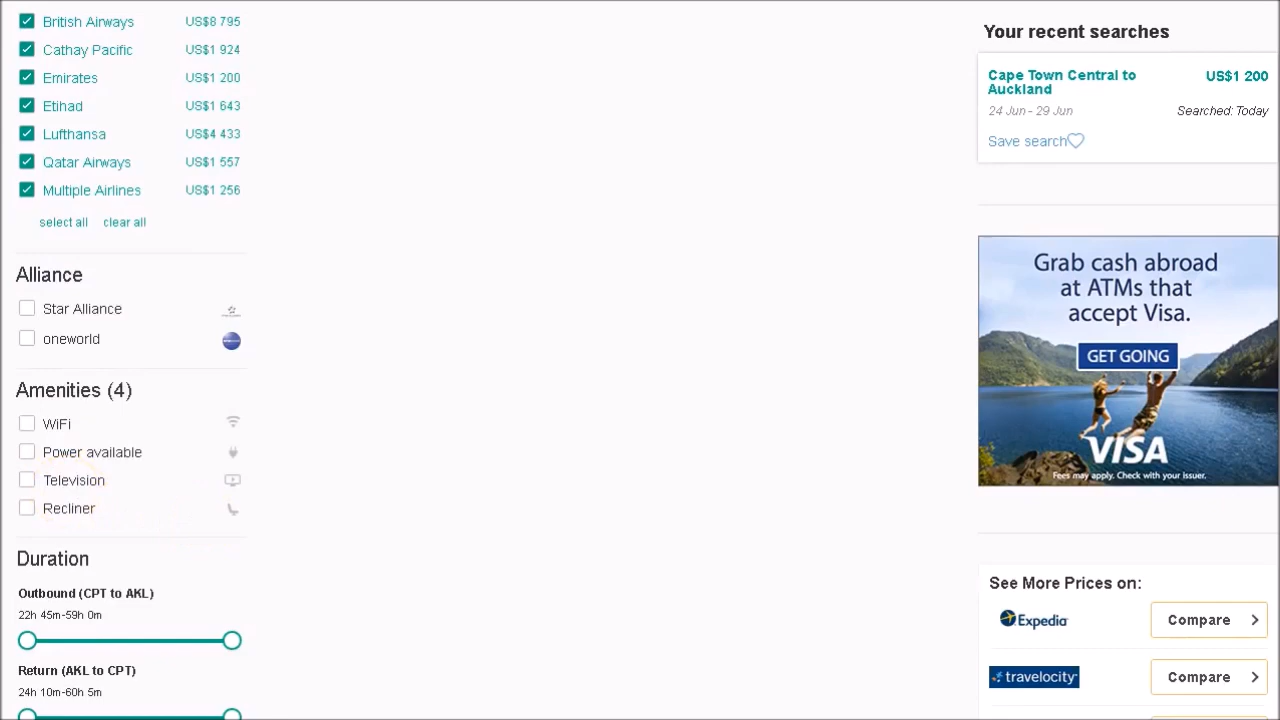 British Airways US$8 795
Cathay Pacific US$1 924
Emirates US$1 200
Etihad US$1 643
Lufthansa US$4 433
Qatar Airways US$1 557
Multiple Airlines US$1 256
select all clear all
Alliance
Star Alliance
oneworld
Amenities (4)
WiFi
Power available
Television
Recliner
Duration
Outbound (CPT to AKL)
22h 45m-59h 0m
Return (AKL to CPT)
24h 10m-60h 5m
Your recent searches
Cape Town Central to US$1 200
Auckland
24 Jun - 29 Jun Searched: Today
Save search
Grab cash abroad
at ATMs that
accept Visa.
GET GOING
VISA
Fees may apply. Check with your issuer.
See More Prices on:
Expedia Compare
travelocity Compare